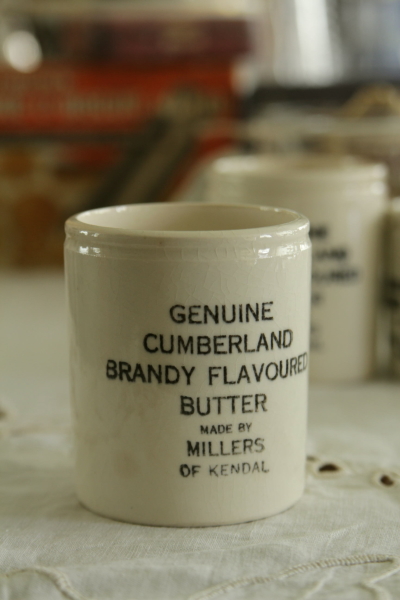 GENUINE
CUMBERLAND
BRANDY FLAVOURED
BUTTER
MADE BY
MILLERS
OF KENDAL